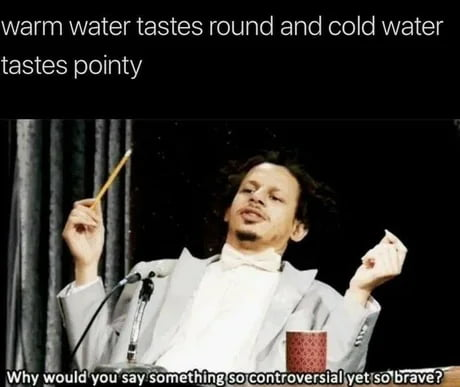 warm water tastes round and cold water
tastes pointy
Why would you say something so controversial yet so brave?